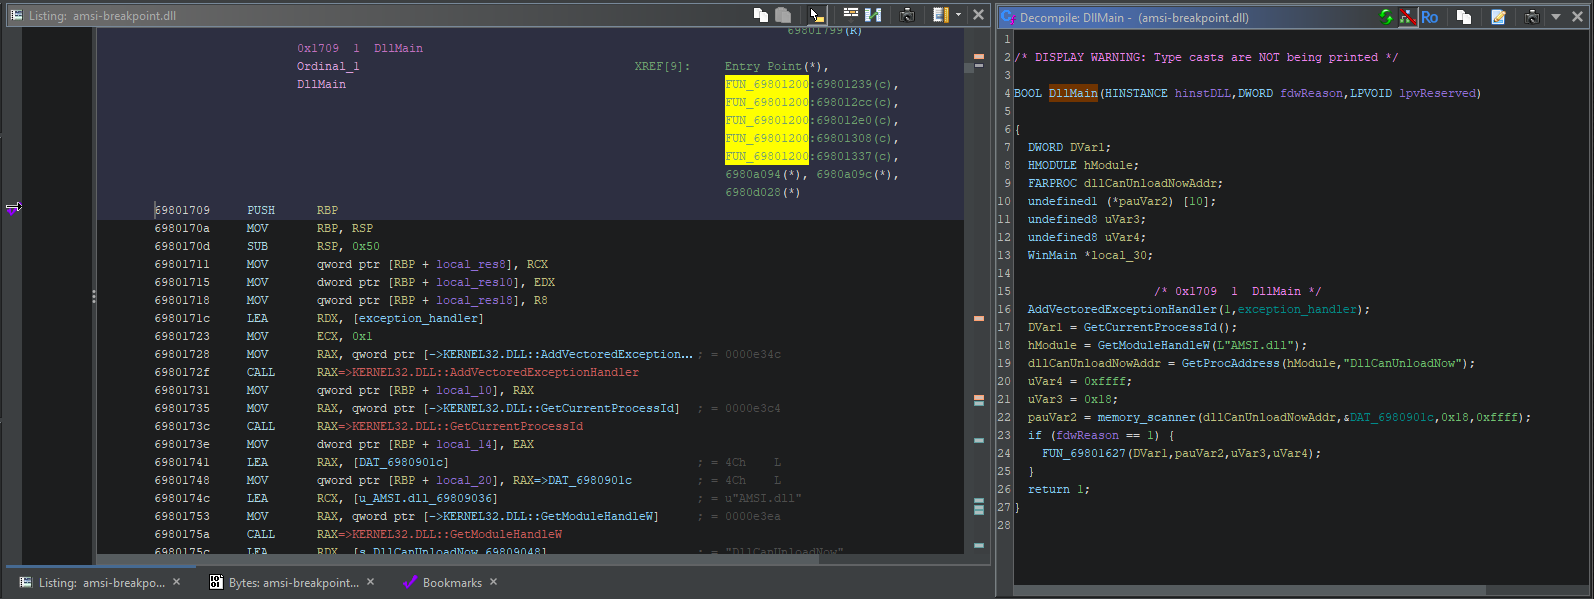 Listing: amsi-breakpoint.dll
69801799(R)
0x1709 1 DllMain
Ordinal_1 XREF[9]: Entry Point(*),
DllMain FUN_69801200:69801239(c),
FUN_69801200:698012cc(c),
FUN_69801200:698012e0(c),
FUN_69801200:69801308(c),
FUN_69801200:69801337(c),
6980a094(*), 6980a09c(*),
6980d028(*)
69801709 PUSH RBP
6980170a MOV RBP, RSP
6980170d SUB RSP, 0x50
69801711 MOV qword ptr [RBP + local_res8], RCX
69801715 MOV dword ptr [RBP + local_res10], EDX
69801718 MOV qword ptr [RBP + local_res18], R8
6980171c LEA RDX, [exception_handler]
69801723 MOV ECX, 0x1
69801728 MOV RAX, qword ptr [->KERNEL32.DLL::AddVectoredException... ; = 0000e34c
6980172f CALL RAX=>KERNEL32.DLL::AddVectoredExceptionHandler
69801731 MOV qword ptr [RBP + local_10], RAX
69801735 MOV RAX, qword ptr [->KERNEL32.DLL::GetCurrentProcessId] ; = 0000e3c4
6980173c CALL RAX=>KERNEL32.DLL::GetCurrentProcessId
6980173e MOV dword ptr [RBP + local_14], EAX
69801741 LEA RAX, [DAT_6980901c] ; = 4Ch L
69801748 MOV qword ptr [RBP + local_20], RAX=>DAT_6980901c ; = 4Ch L
6980174c LEA RCX, [u_AMSI.dll_69809036] ; = u"AMSI.dll"
69801753 MOV RAX, qword ptr [->KERNEL32.DLL::GetModuleHandleW] ; = 0000e3ea
6980175a CALL RAX=>KERNEL32.DLL::GetModuleHandleW
6980175c LEA RDX, [s_DllCanUnloadNow_69809048] ; = "DllCanUnloadNow"
Listing: amsi-breakpo... ×
Bytes: amsi-breakpoint... ×
Bookmarks ×
Decompile: DllMain - (amsi-breakpoint.dll)
Ro
1
2 /* DISPLAY WARNING: Type casts are NOT being printed */
3
4 BOOL DllMain(HINSTANCE hinstDLL,DWORD fdwReason,LPVOID lpvReserved)
5
6 {
7 DWORD DVar1;
8 HMODULE hModule;
9 FARPROC dllCanUnloadNowAddr;
10 undefined1 (*pauVar2) [10];
11 undefined8 uVar3;
12 undefined8 uVar4;
13 WinMain *local_30;
14
15 /* 0x1709 1 DllMain */
16 AddVectoredExceptionHandler(1,exception_handler);
17 DVar1 = GetCurrentProcessId();
18 hModule = GetModuleHandleW(L"AMSI.dll");
19 dllCanUnloadNowAddr = GetProcAddress(hModule,"DllCanUnloadNow");
20 uVar4 = 0xffff;
21 uVar3 = 0x18;
22 pauVar2 = memory_scanner(dllCanUnloadNowAddr,&DAT_6980901c,0x18,0xffff);
23 if (fdwReason == 1) {
24 FUN_69801627(DVar1,pauVar2,uVar3,uVar4);
25 }
26 return 1;
27 }
28